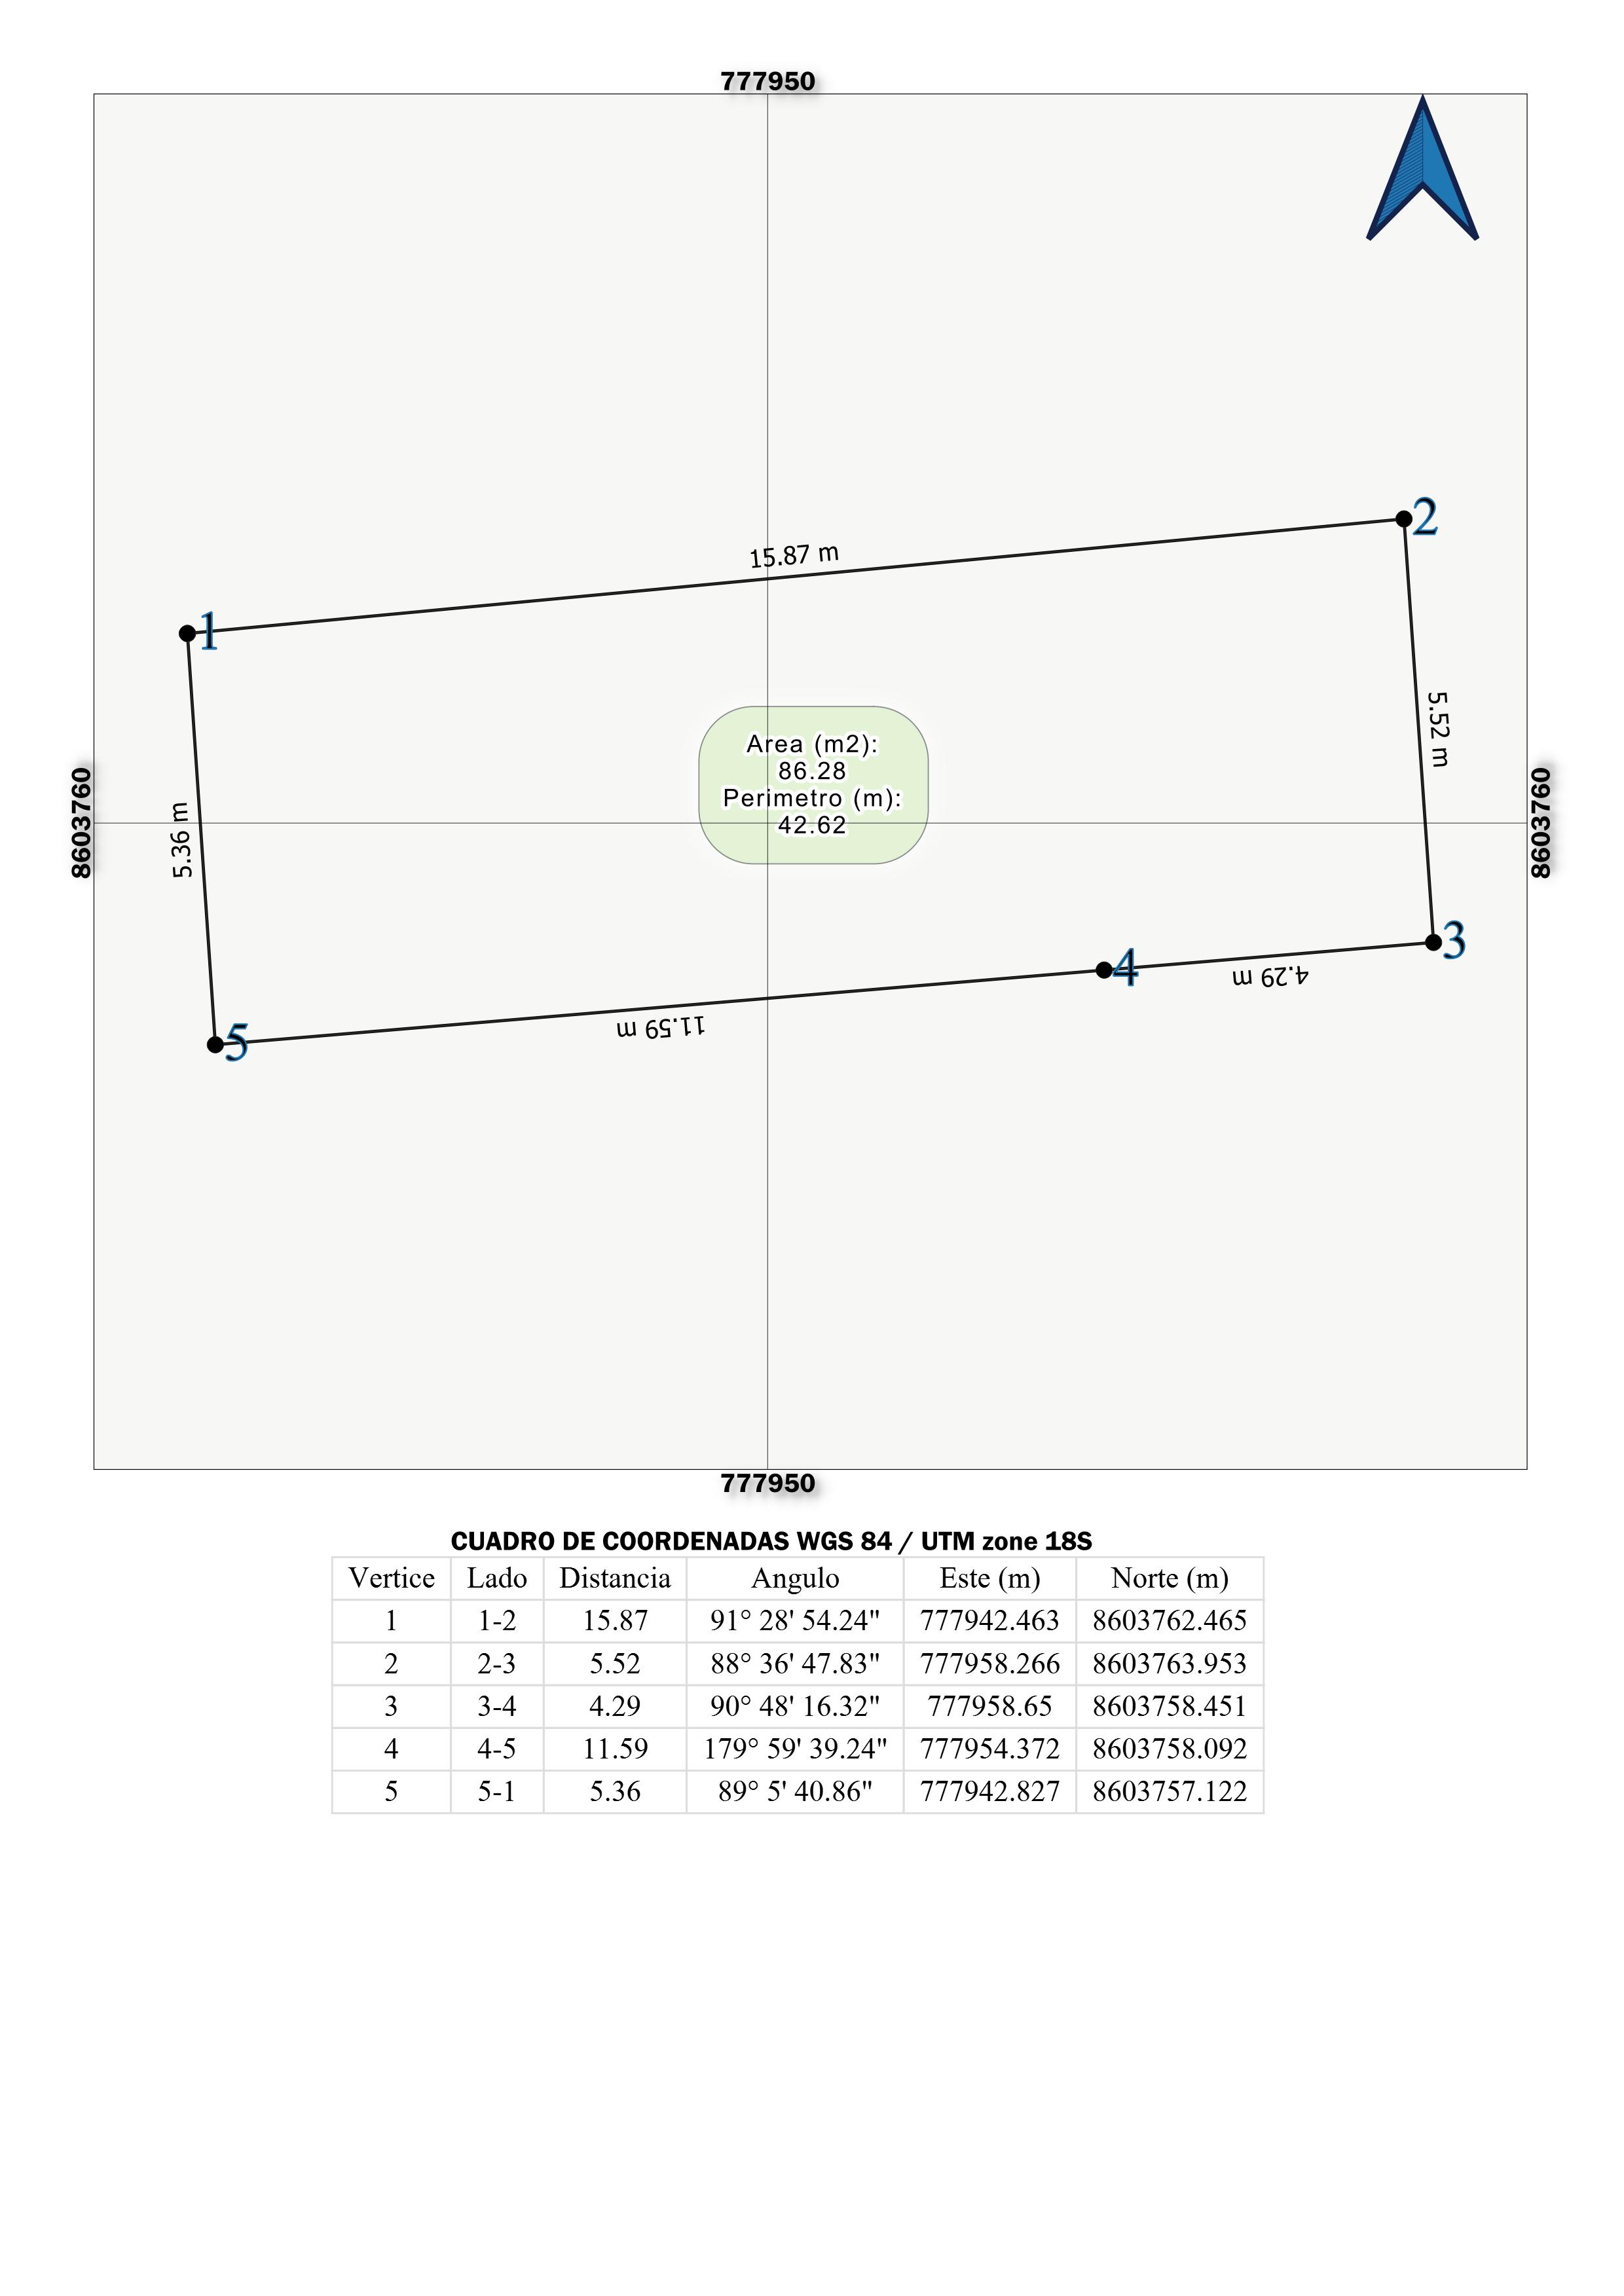 777950
2
15.87 m
1
5.52 m
Area (m2):
86.28
Perimetro (m):
42.62
8603760
8603760
5.36 m
3
4
4.29 m
11.59 m
5
777950
CUADRO DE COORDENADAS WGS 84 / UTM zone 18S
Vertice Lado Distancia Angulo Este (m) Norte (m)
1 1-2 15.87 91° 28' 54.24" 777942.463 8603762.465
2 2-3 5.52 88° 36' 47.83" 777958.266 8603763.953
3 3-4 4.29 90° 48' 16.32" 777958.65 8603758.451
4 4-5 11.59 179° 59' 39.24" 777954.372 8603758.092
5 5-1 5.36 89° 5' 40.86" 777942.827 8603757.122